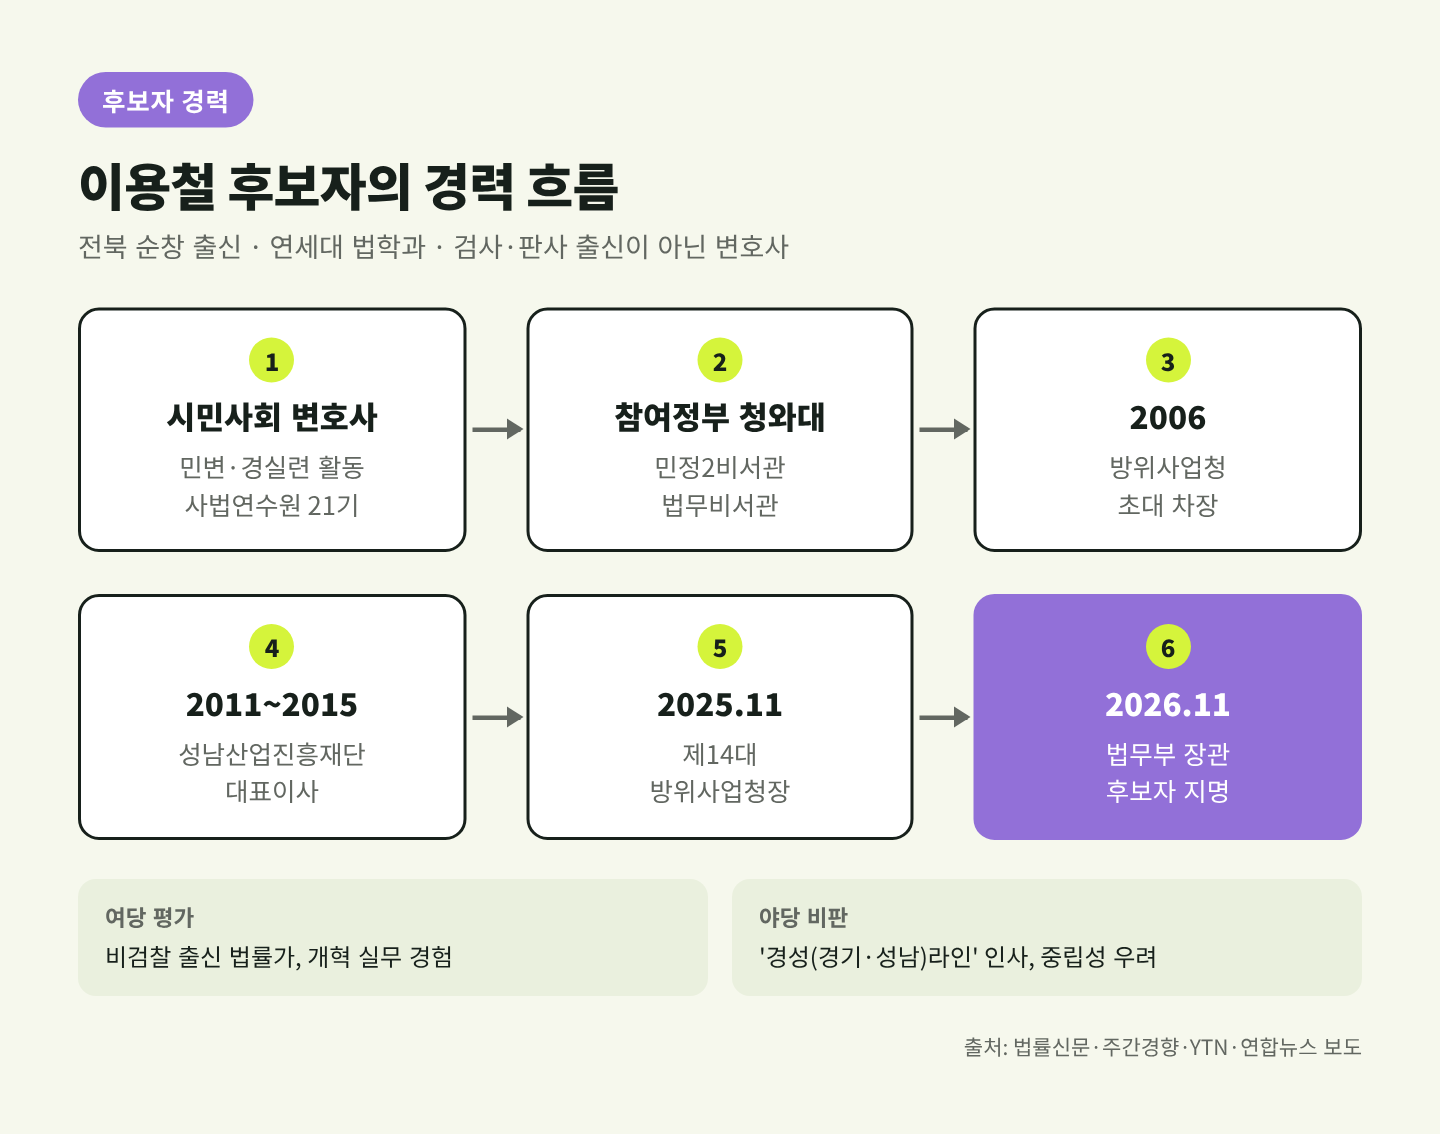 후보자 경력
이용철 후보자의 경력 흐름
전북 순창 출신 · 연세대 법학과 · 검사·판사 출신이 아닌 변호사
1
시민사회 변호사
민변·경실련 활동
사법연수원 21기
2
참여정부 청와대
민정2비서관
법무비서관
3
2006
방위사업청
초대 차장
4
2011~2015
성남산업진흥재단
대표이사
5
2025.11
제14대
방위사업청장
6
2026.11
법무부 장관
후보자 지명
여당 평가
비검찰 출신 법률가, 개혁 실무 경험
야당 비판
'경성(경기·성남)라인' 인사, 중립성 우려
출처: 법률신문·주간경향·YTN·연합뉴스 보도